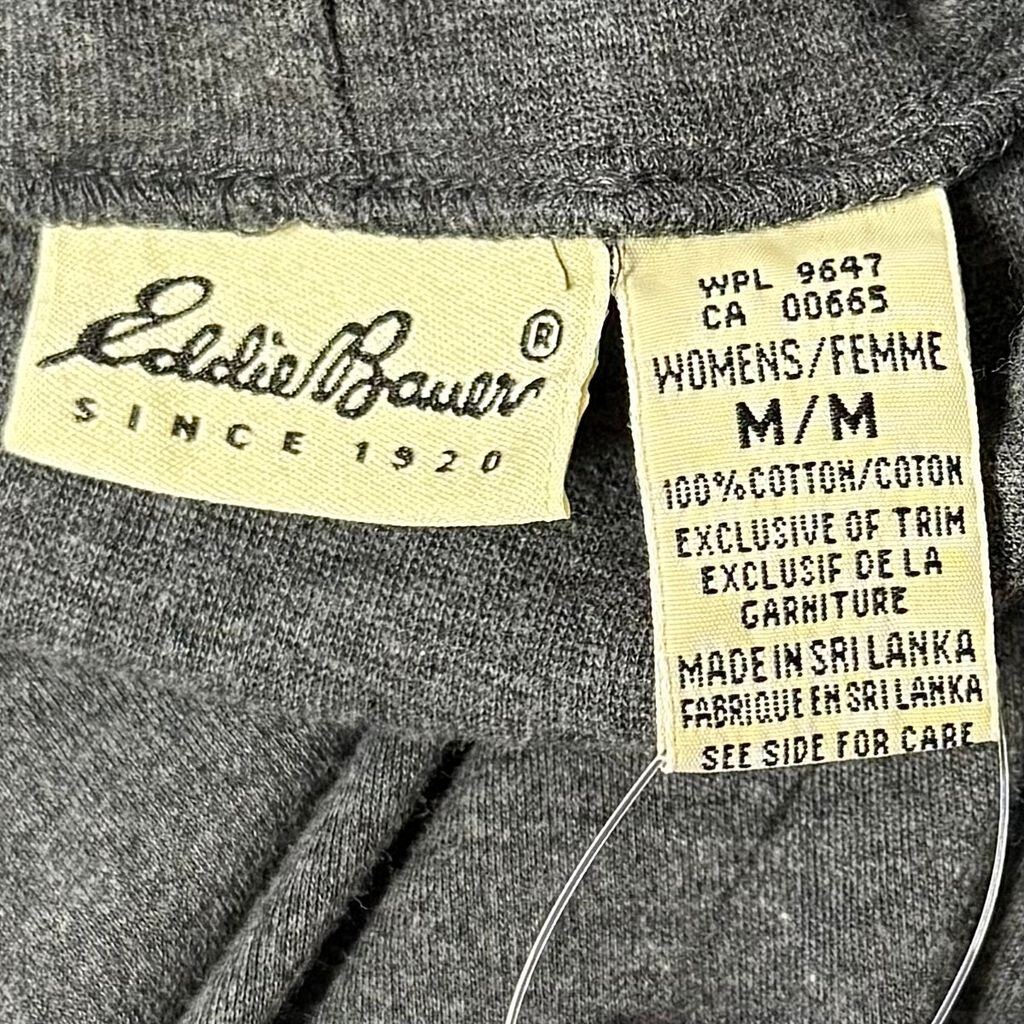 Eddie Bauer ®
SINCE 1920
WPL 9647
CA 00665
WOMENS/FEMME
M/M
100% COTTON/COTON
EXCLUSIVE OF TRIM
EXCLUSIF DE LA
GARNITURE
MADE IN SRI LANKA
FABRIQUE EN SRI LANKA
SEE SIDE FOR CARE